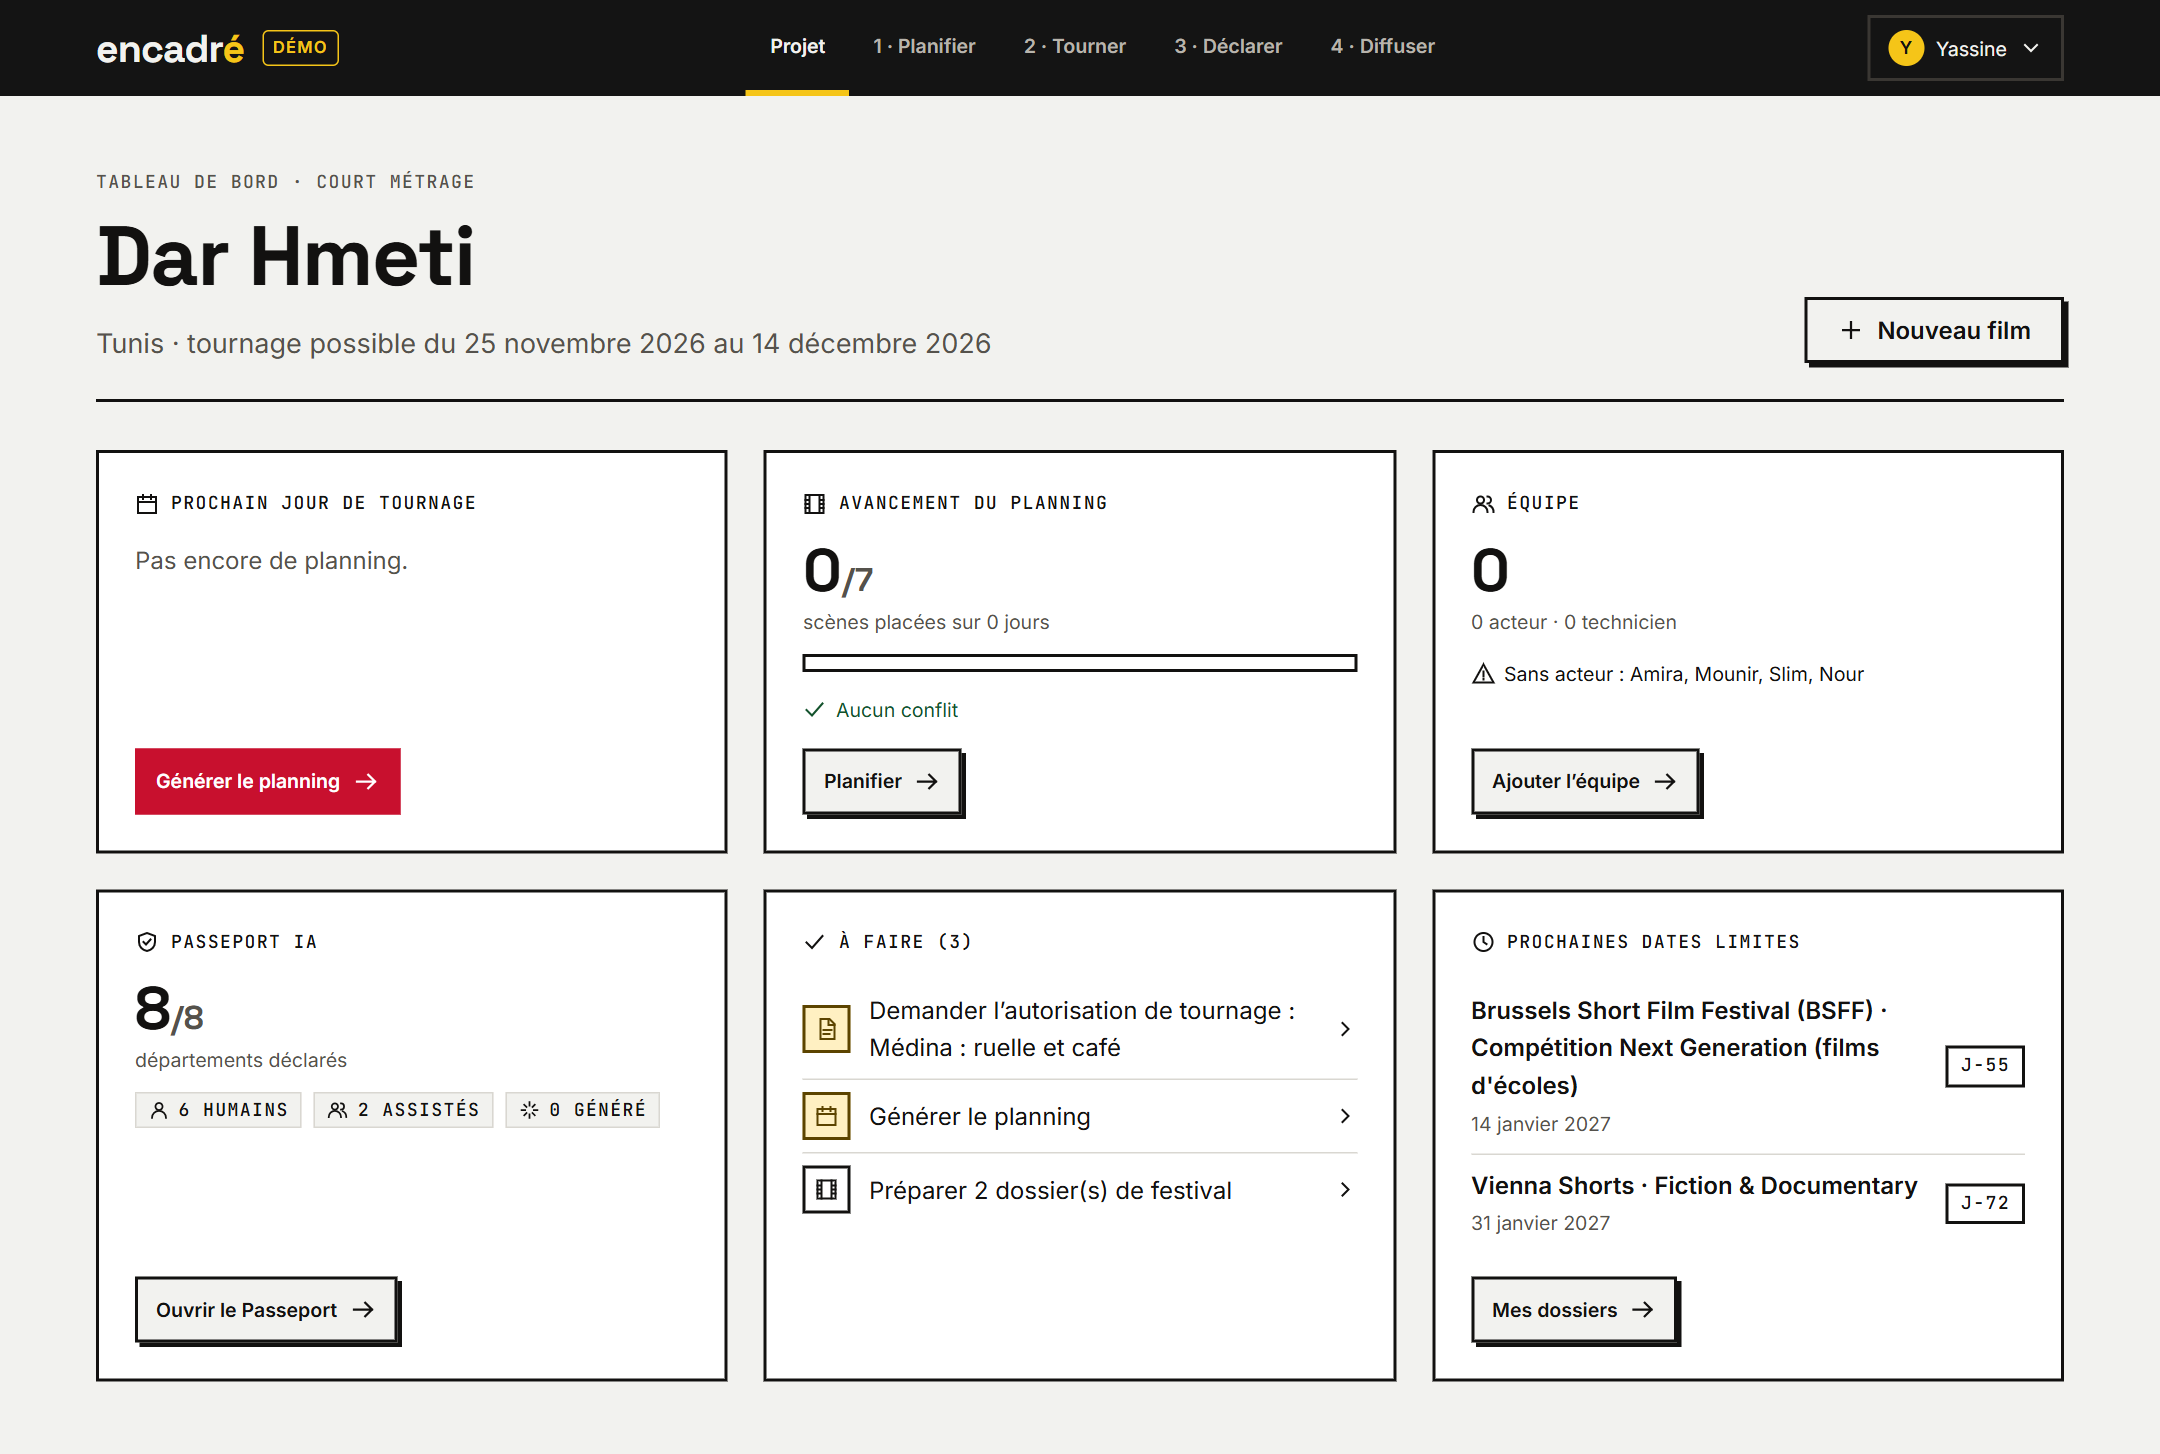 encadré
DÉMO
Projet
1 · Planifier
2 · Tourner
3 · Déclarer
4 · Diffuser
Y
Yassine
TABLEAU DE BORD · COURT MÉTRAGE
Dar Hmeti
Tunis · tournage possible du 25 novembre 2026 au 14 décembre 2026
+ Nouveau film
PROCHAIN JOUR DE TOURNAGE
Pas encore de planning.
Générer le planning →
AVANCEMENT DU PLANNING
0/7
scènes placées sur 0 jours
Aucun conflit
Planifier →
ÉQUIPE
0
0 acteur · 0 technicien
Sans acteur : Amira, Mounir, Slim, Nour
Ajouter l’équipe →
PASSEPORT IA
8/8
départements déclarés
6 HUMAINS
2 ASSISTÉS
0 GÉNÉRÉ
Ouvrir le Passeport →
À FAIRE (3)
Demander l’autorisation de tournage :
Médina : ruelle et café
Générer le planning
Préparer 2 dossier(s) de festival
PROCHAINES DATES LIMITES
Brussels Short Film Festival (BSFF) ·
Compétition Next Generation (films
d'écoles)
14 janvier 2027
J-55
Vienna Shorts · Fiction & Documentary
31 janvier 2027
J-72
Mes dossiers →